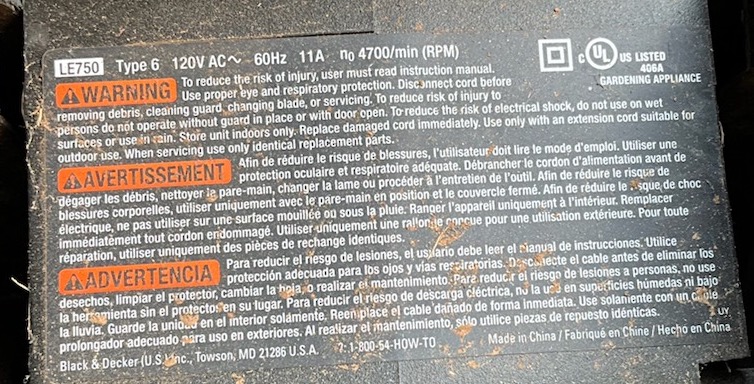 LE750 Type 6 120V AC~ 60Hz 11A n0 4700/min (RPM)
c UL US LISTED
406A
GARDENING APPLIANCE
⚠WARNING To reduce the risk of injury, user must read instruction manual.
Use proper eye and respiratory protection. Disconnect cord before
removing debris, cleaning guard, changing blade, or servicing. To reduce risk of injury to
persons do not operate without guard in place or with door open. To reduce the risk of electrical shock, do not use on wet
surfaces or use in rain. Store unit indoors only. Replace damaged cord immediately. Use only with an extension cord suitable for
outdoor use. When servicing use only identical replacement parts.
⚠AVERTISSEMENT Afin de réduire le risque de blessures, l'utilisateur doit lire le mode d'emploi. Utiliser une
protection oculaire et respiratoire adéquate. Débrancher le cordon d'alimentation avant de
dégager les débris, nettoyer le pare-main, changer la lame ou procéder à l'entretien de l'outil. Afin de réduire le risque de
blessures corporelles, utiliser uniquement avec le pare-main en position et le couvercle fermé. Afin de réduire le risque de choc
électrique, ne pas utiliser sur une surface mouillée ou sous la pluie. Ranger l'appareil uniquement à l'intérieur. Remplacer
immédiatement tout cordon endommagé. Utiliser uniquement une rallonge conçue pour une utilisation extérieure. Pour toute
réparation, utiliser uniquement des pièces de rechange identiques.
⚠ADVERTENCIA Para reducir el riesgo de lesiones, el usuario debe leer el manual de instrucciones. Utilice
protección adecuada para los ojos y vías respiratorias. Desconecte el cable antes de eliminar los
desechos, limpiar el protector, cambiar la hoja o realizar el mantenimiento. Para reducir el riesgo de lesiones a personas, no use
la herramienta sin el protector en su lugar. Para reducir el riesgo de descarga eléctrica, no la use en superficies húmedas ni bajo
la lluvia. Guarde la unidad en el interior solamente. Reemplace el cable dañado de forma inmediata. Use solamente con un cable
prolongador adecuado para uso en exteriores. Al realizar el mantenimiento, sólo utilice piezas de repuesto idénticas.
Black & Decker (U.S.) Inc., Towson, MD 21286 U.S.A. ?: 1-800-54-HOW-TO Made in China / Fabriqué en Chine / Hecho en China